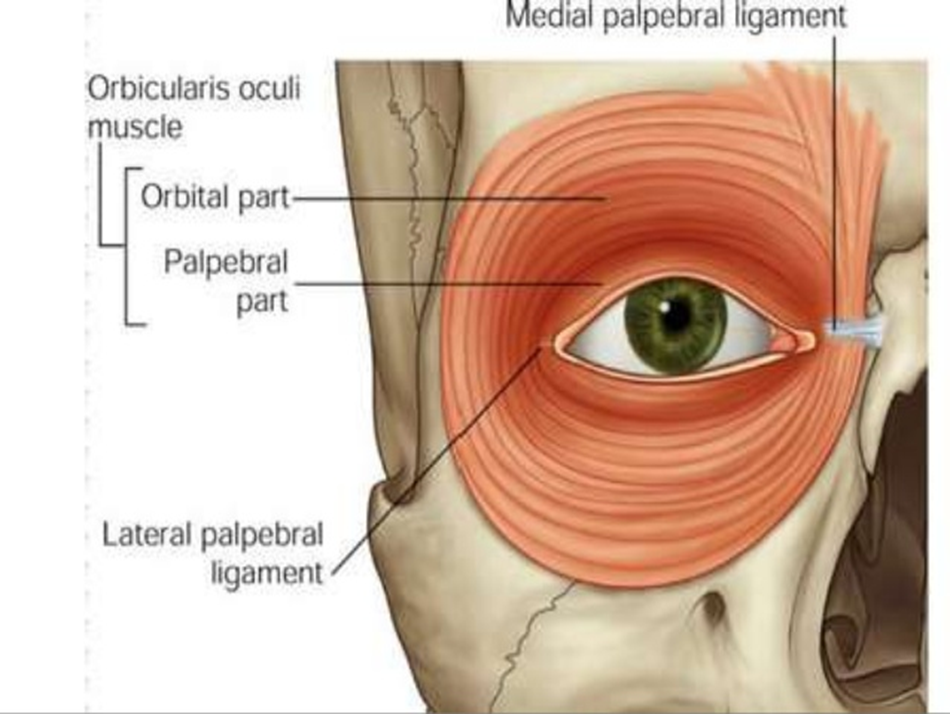 Medial palpebral ligament
Orbicularis oculi
muscle
Orbital part
Palpebral
part
Lateral palpebral
ligament